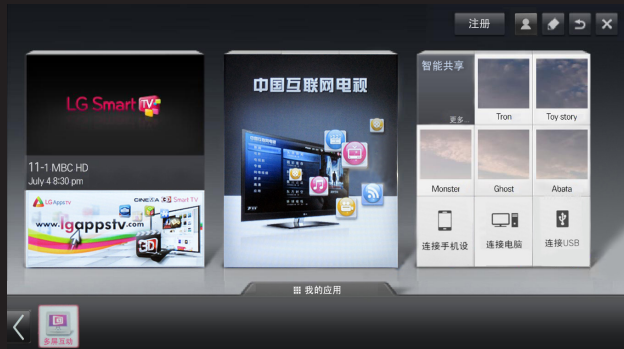 注册
LG Smart TV
11-1 MBC HD
July 4 8:30 pm
LG Apps tv
CINEMA 3D Smart TV
www.lgappstv.com
3D
中国互联网电视
智能共享
更多...
Tron
Toy story
Monster
Ghost
Abata
连接手机设
连接电脑
连接USB
我的应用
多屏互动